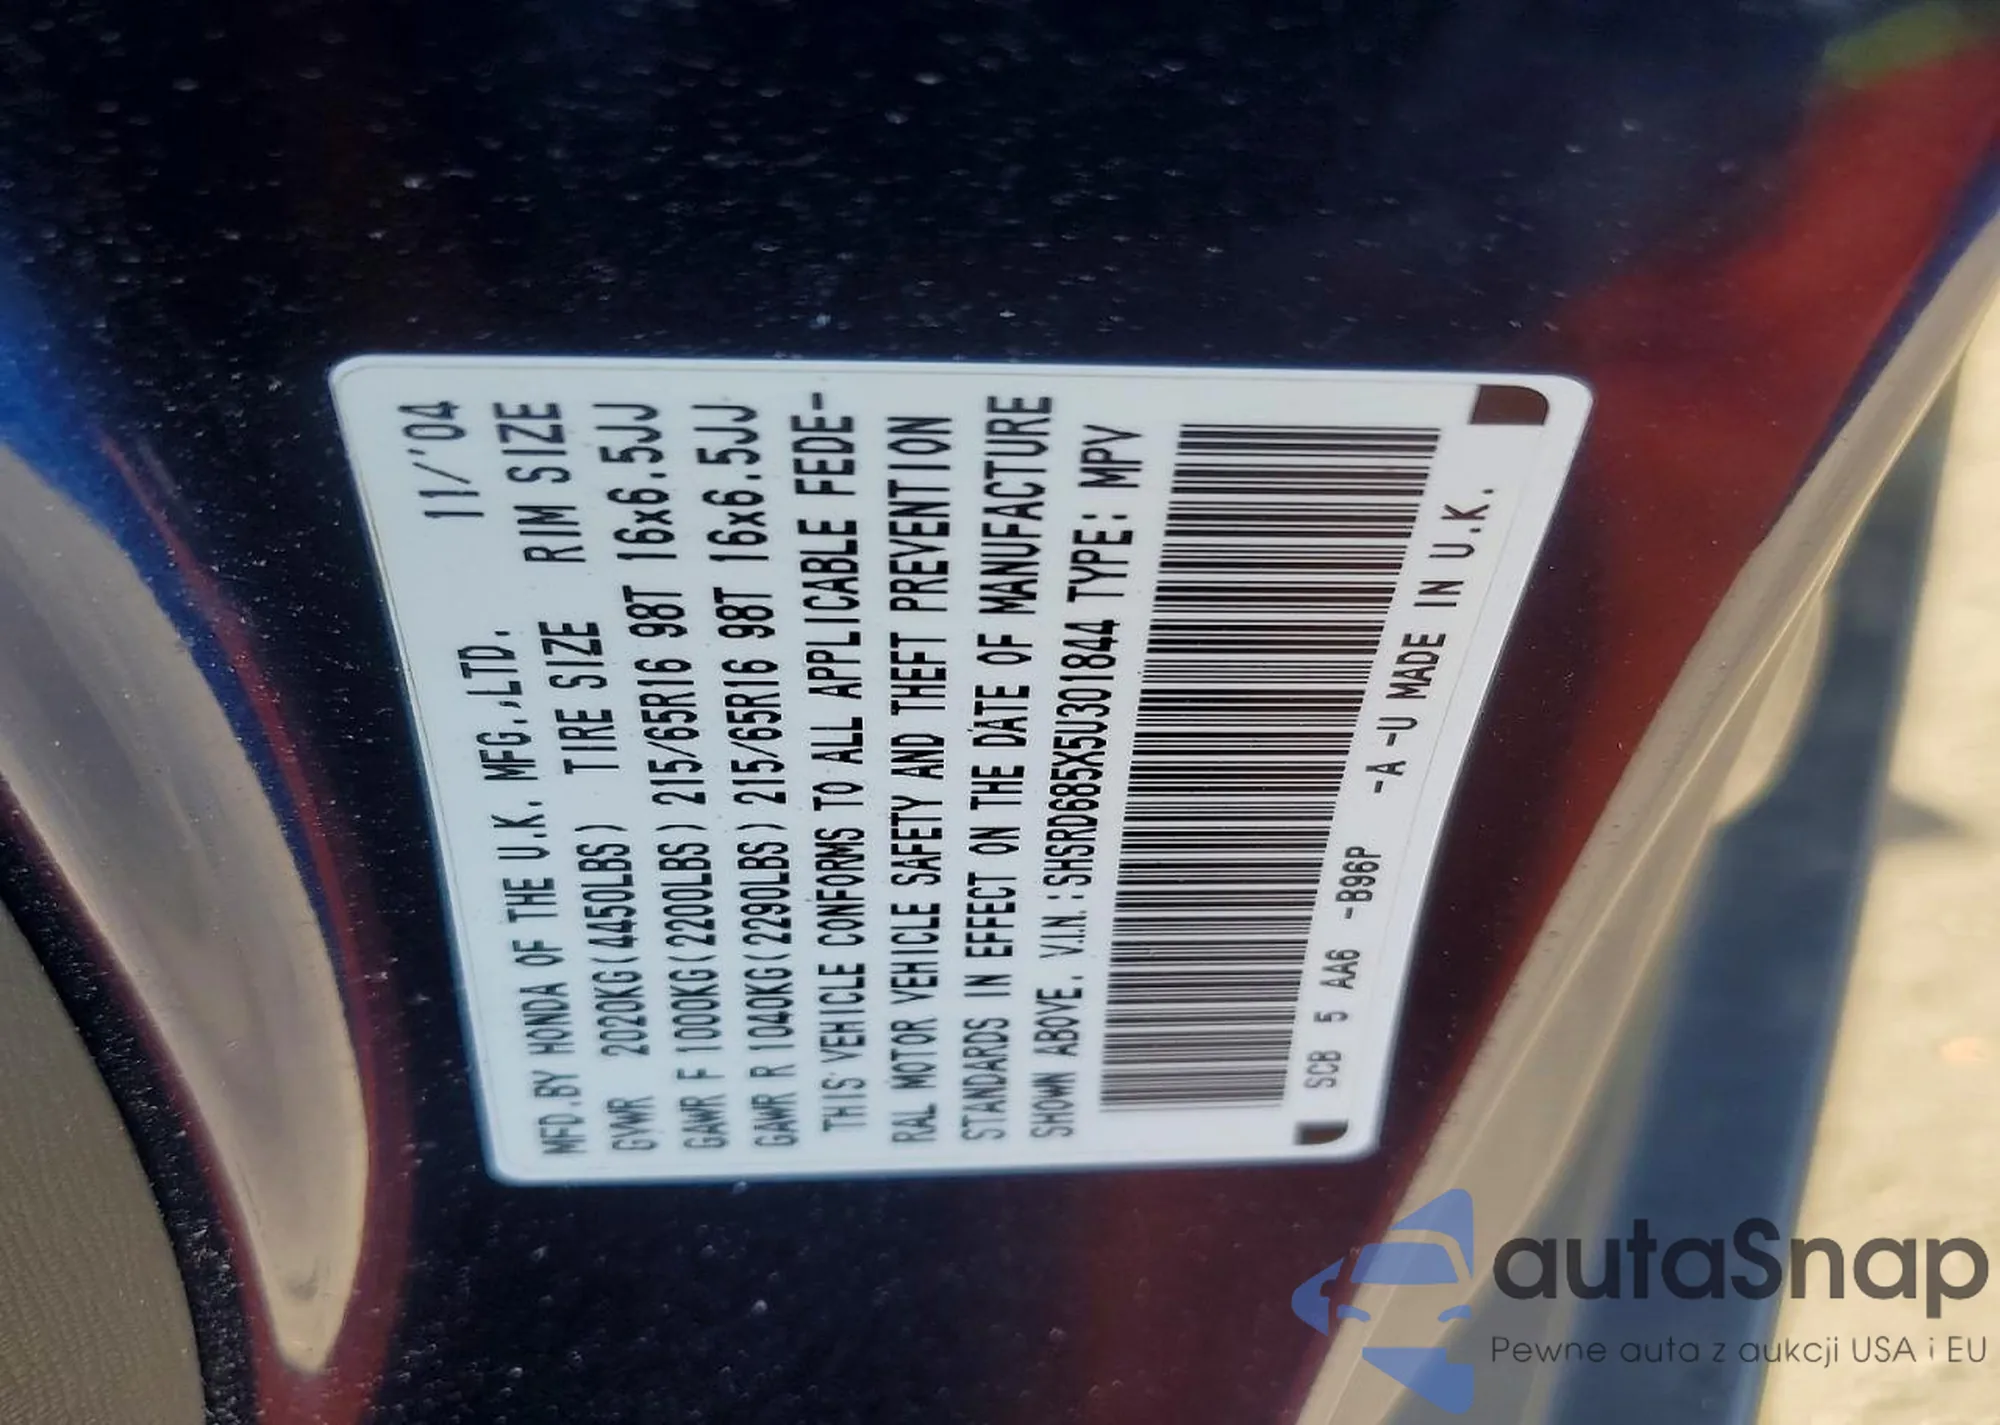 11/'04
MFD.BY HONDA OF THE U.K. MFG.,LTD.
GVWR 2020KG(4450LBS) TIRE SIZE RIM SIZE
GAWR F 1000KG(2200LBS) 215/65R16 98T 16x6.5JJ
GAWR R 1040KG(2290LBS) 215/65R16 98T 16x6.5JJ
THIS VEHICLE CONFORMS TO ALL APPLICABLE FEDE-
RAL MOTOR VEHICLE SAFETY AND THEFT PREVENTION
STANDARDS IN EFFECT ON THE DATE OF MANUFACTURE
SHOWN ABOVE. V.I.N.:SHSRD685X5U301844 TYPE: MPV
SCB 5 AA6 -B96P -A -U MADE IN U.K.
autaSnap
Pewne auta z aukcji USA i EU